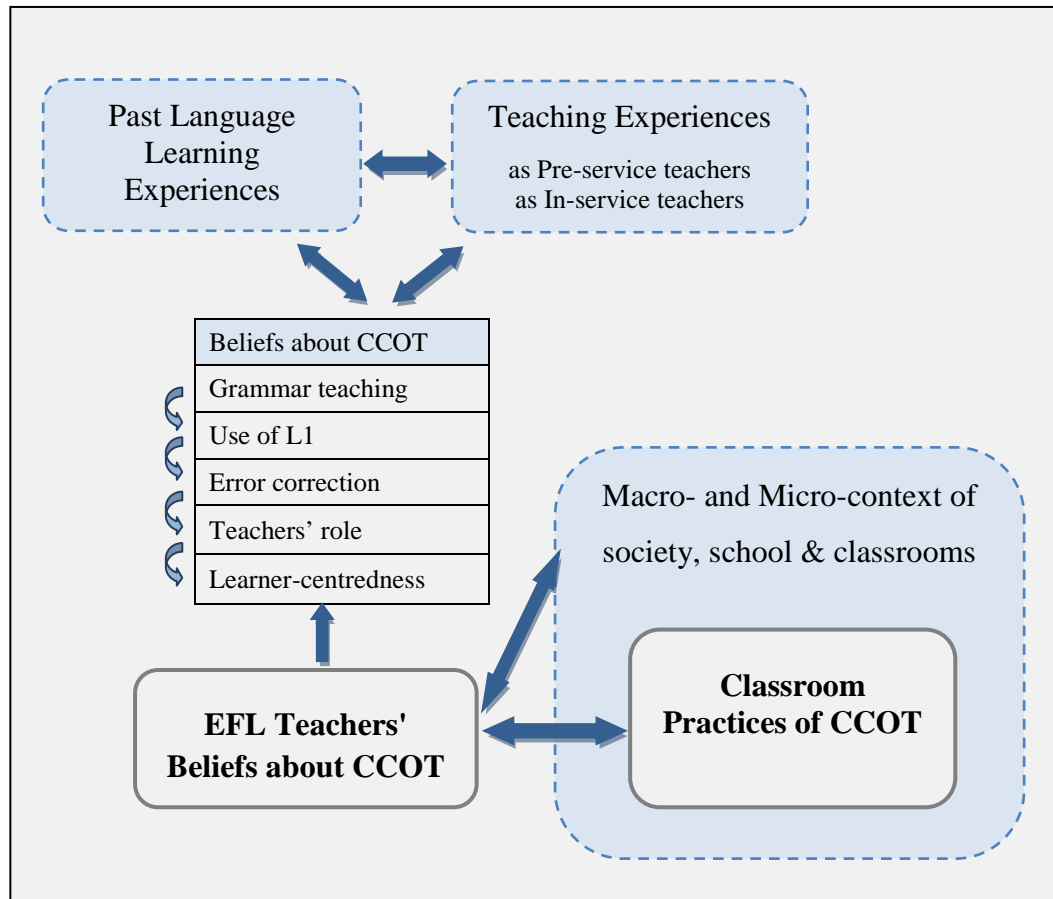 Past Language
Learning
Experiences
Teaching Experiences
as Pre-service teachers
as In-service teachers
Beliefs about CCOT
Grammar teaching
Use of L1
Error correction
Teachers’ role
Learner-centredness
Macro- and Micro-context of
society, school & classrooms
EFL Teachers'
Beliefs about CCOT
Classroom
Practices of CCOT